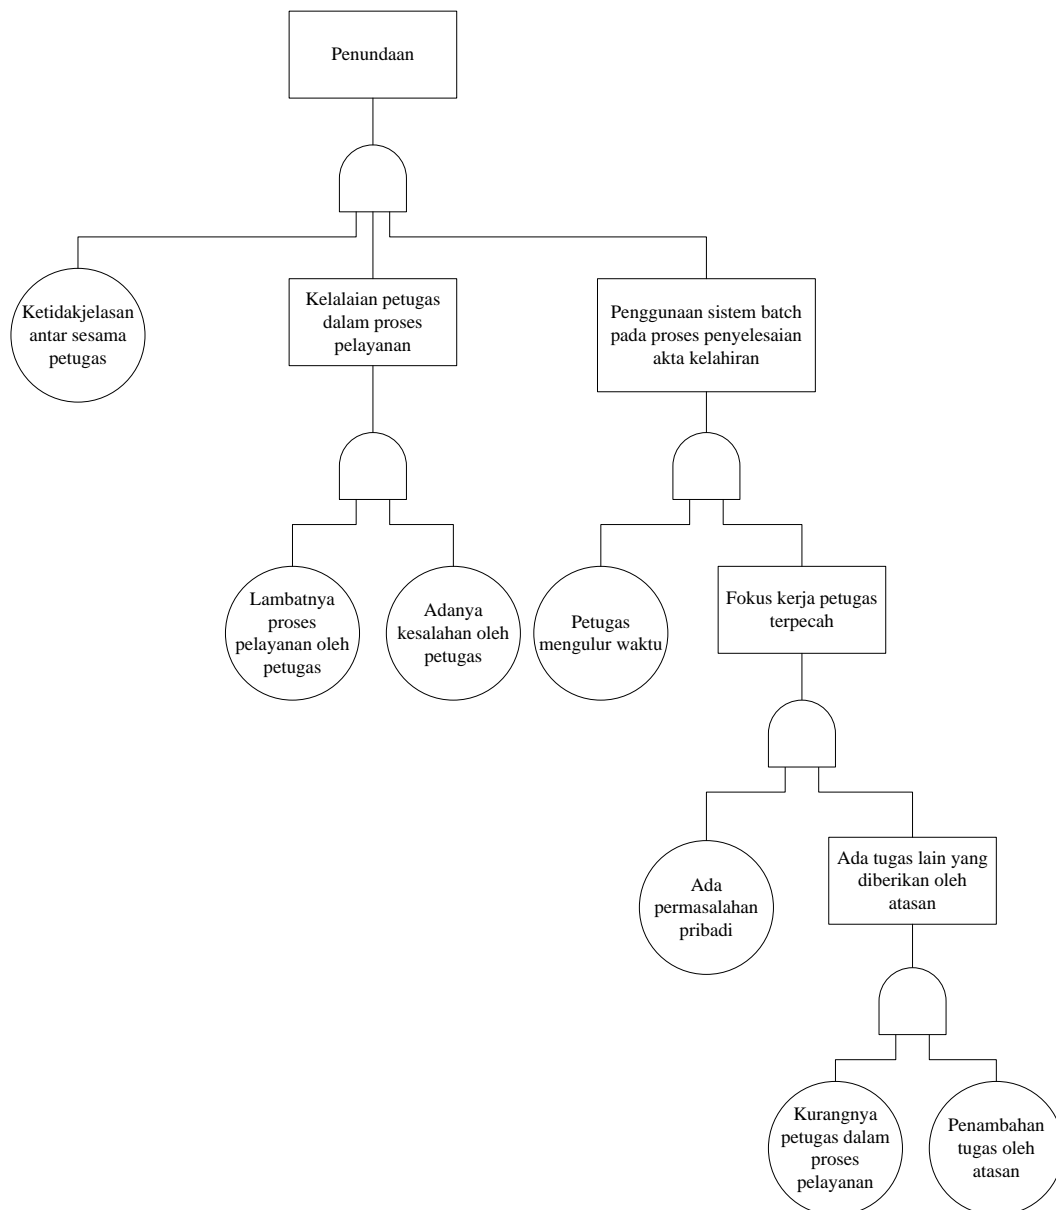 Penundaan
Ketidakjelasan
antar sesama
petugas
Kelalaian petugas
dalam proses
pelayanan
Penggunaan sistem batch
pada proses penyelesaian
akta kelahiran
Lambatnya
proses
pelayanan oleh
petugas
Adanya
kesalahan oleh
petugas
Petugas
mengulur waktu
Fokus kerja petugas
terpecah
Ada
permasalahan
pribadi
Ada tugas lain yang
diberikan oleh
atasan
Kurangnya
petugas dalam
proses
pelayanan
Penambahan
tugas oleh
atasan